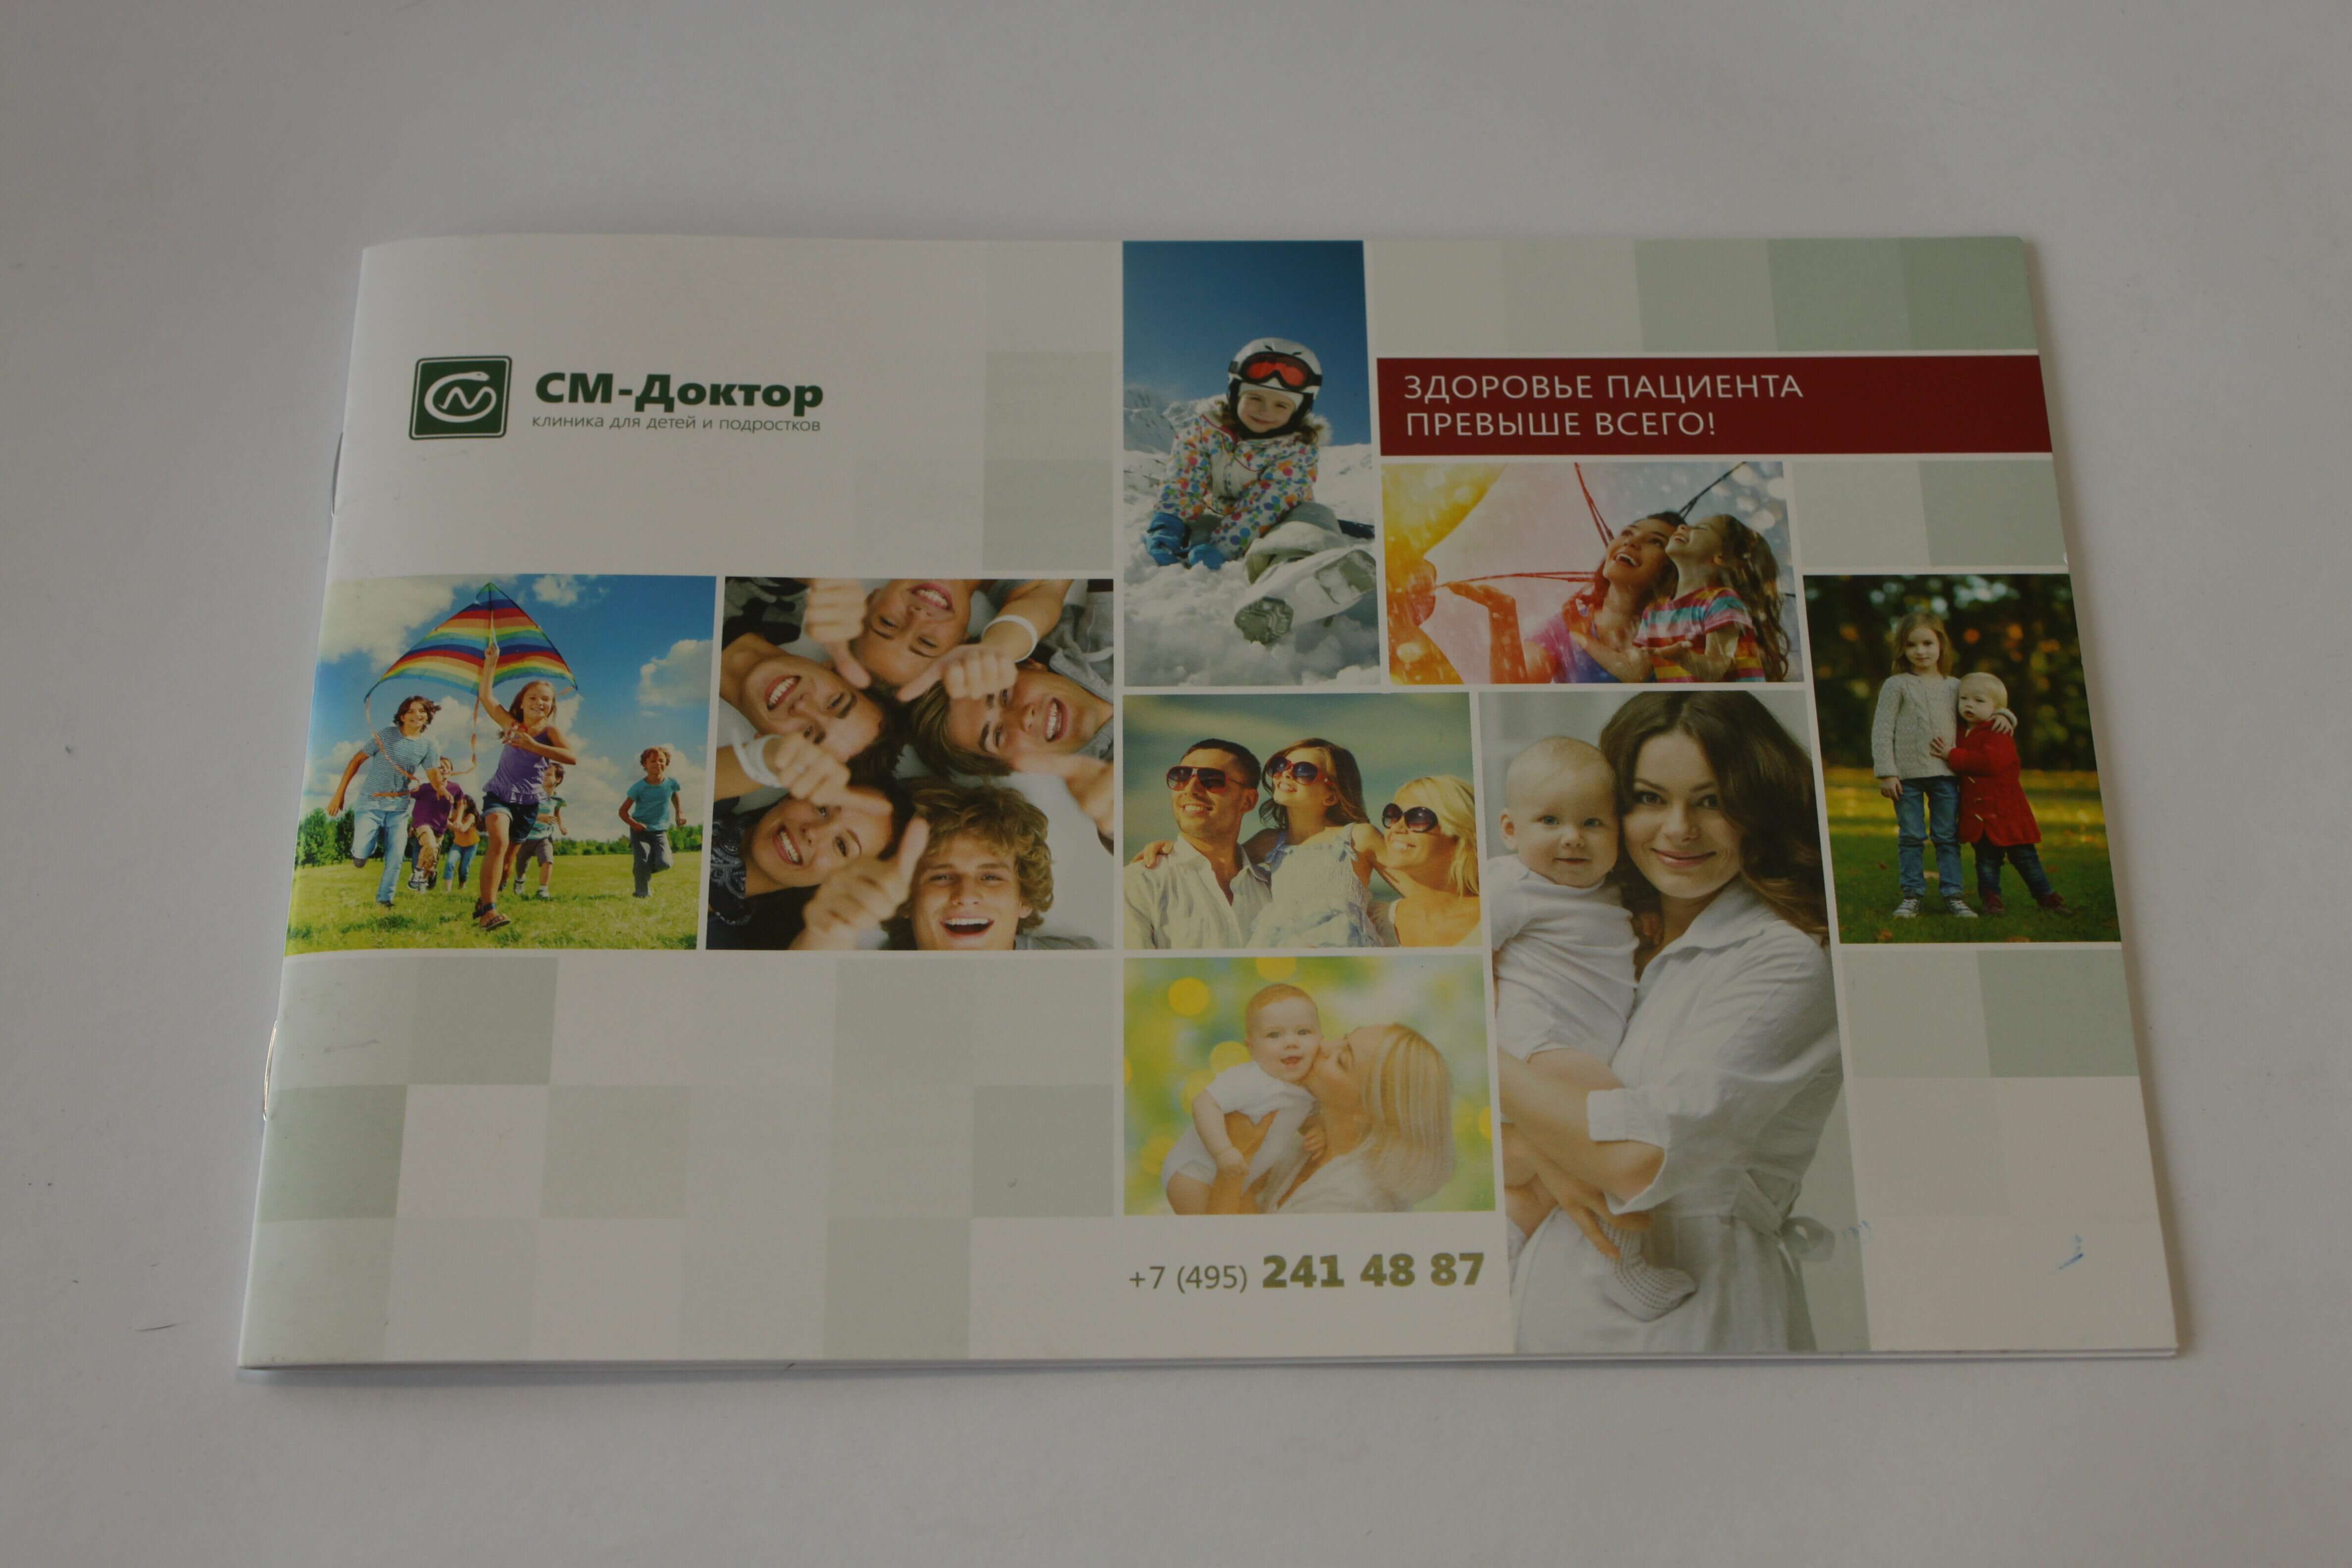 СМ-Доктор
клиника для детей и подростков
ЗДОРОВЬЕ ПАЦИЕНТА
ПРЕВЫШЕ ВСЕГО!
+7 (495) 241 48 87